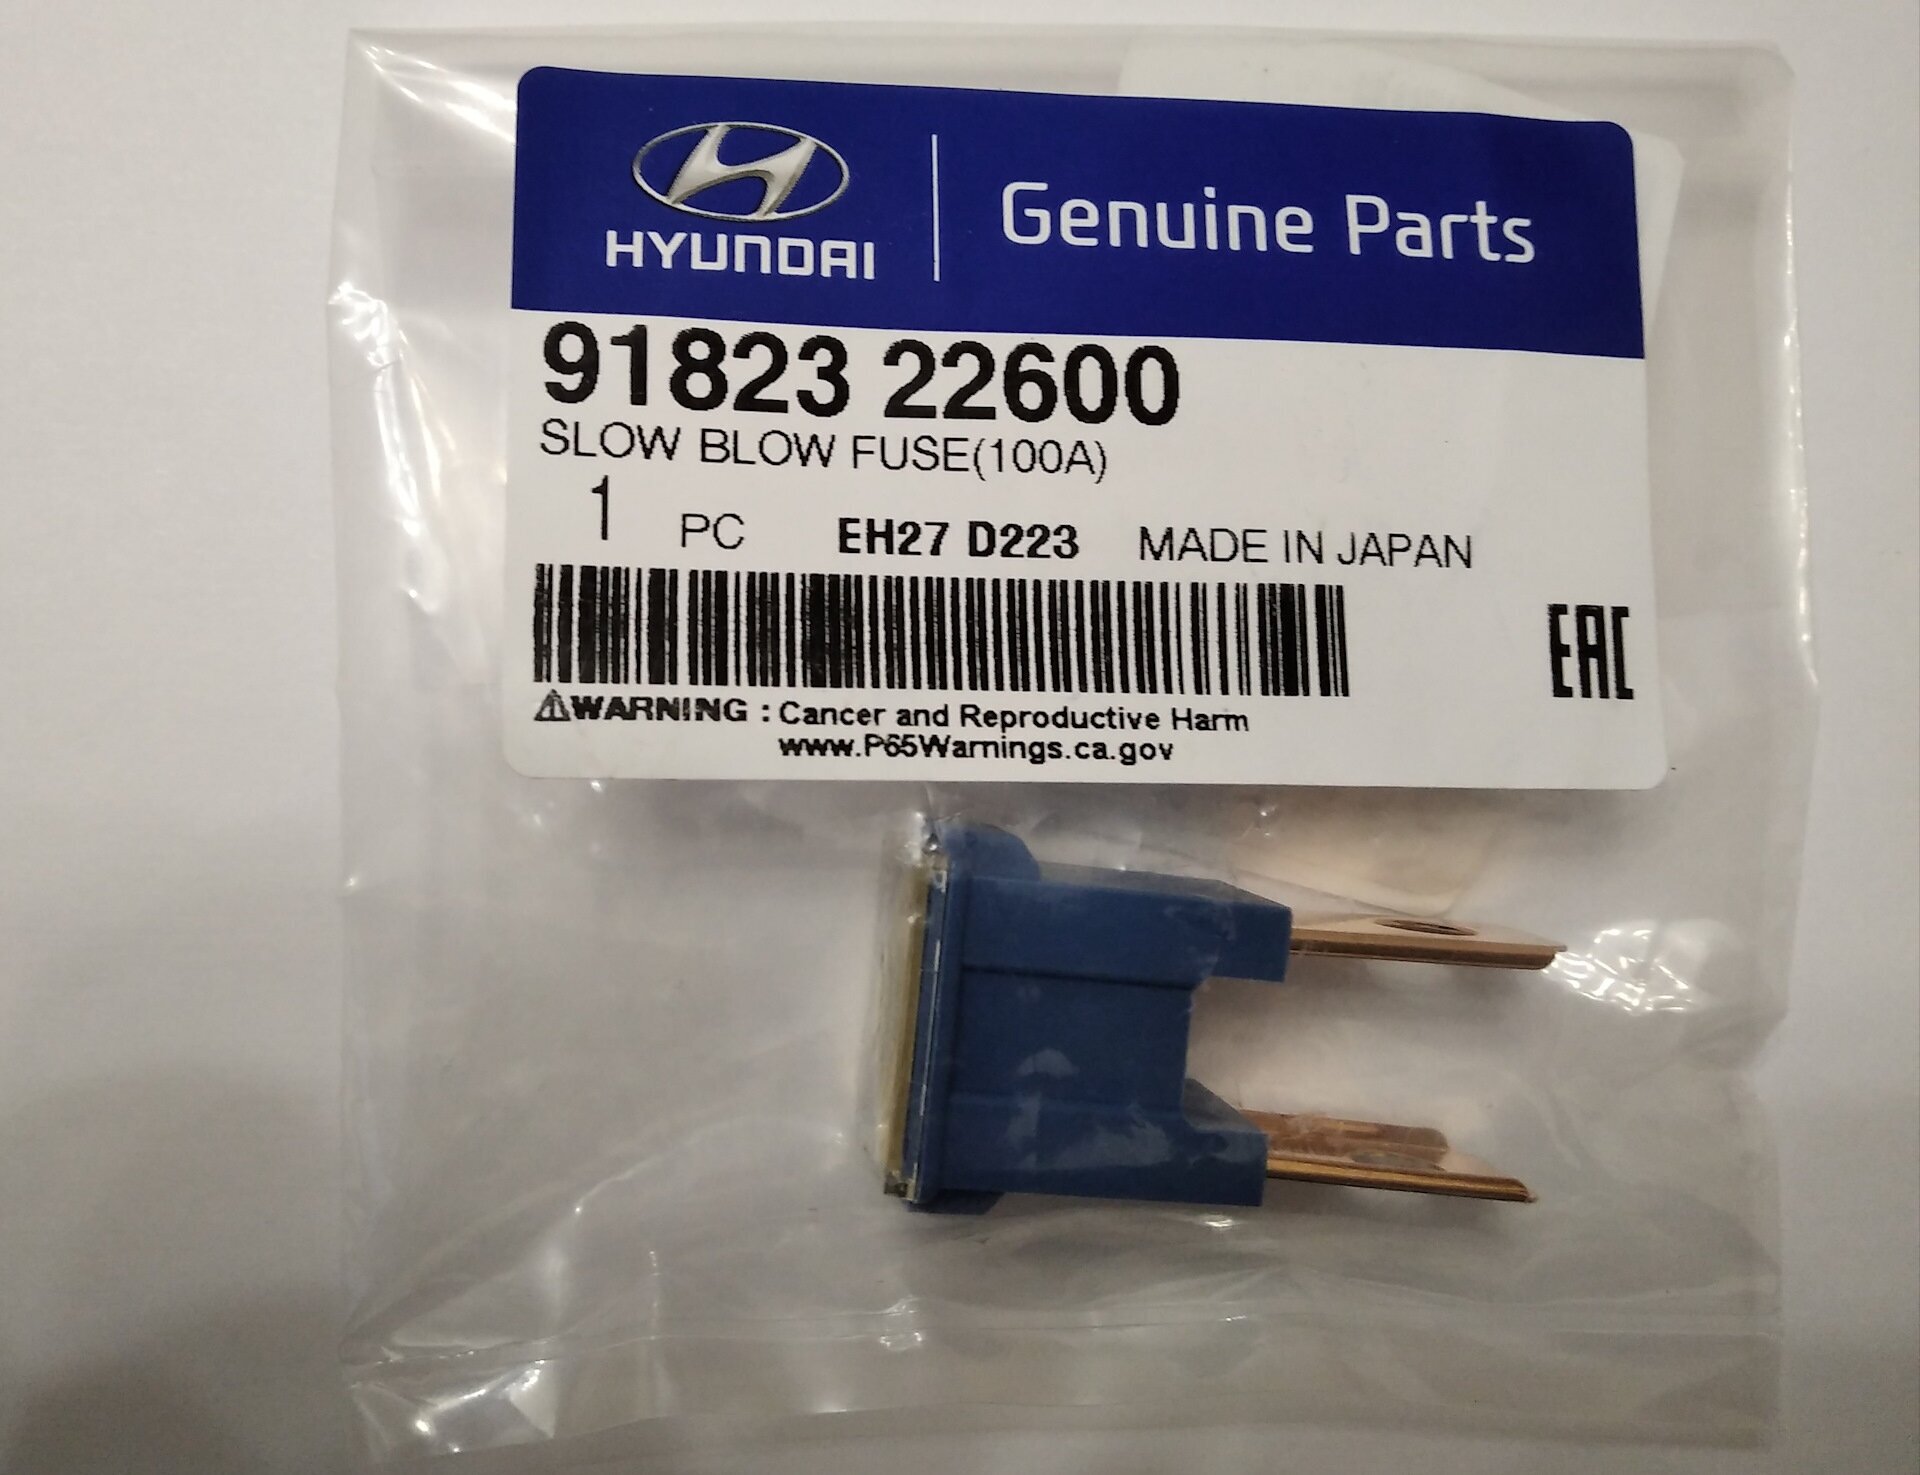 HYUNDAI
Genuine Parts
91823 22600
SLOW BLOW FUSE(100A)
1 PC EH27 D223 MADE IN JAPAN
EAC
⚠WARNING : Cancer and Reproductive Harm
www.P65Warnings.ca.gov